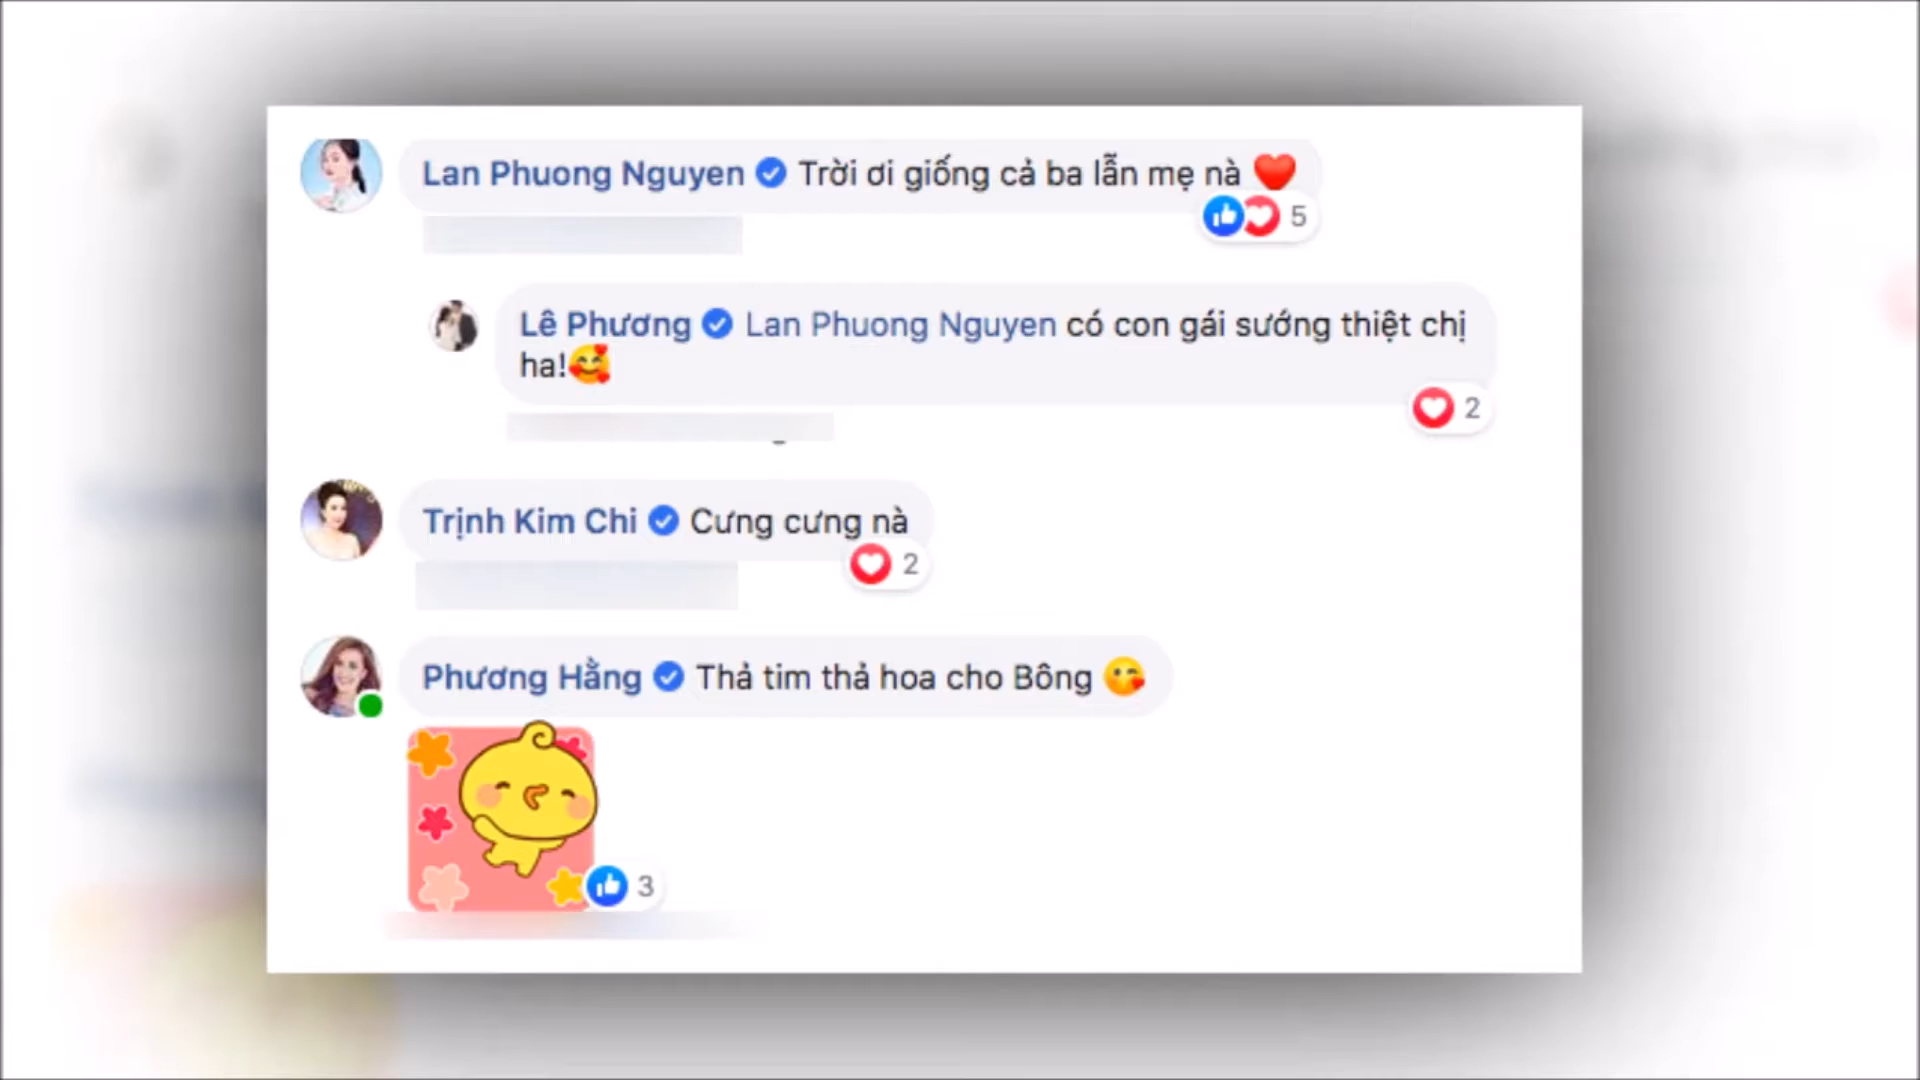 Lan Phuong Nguyen Trời ơi giống cả ba lẫn mẹ nà ❤️
5
Lê Phương Lan Phuong Nguyen có con gái sướng thiệt chị
ha!🥰
2
Trịnh Kim Chi Cưng cưng nà
2
Phương Hằng Thả tim thả hoa cho Bông 😘
3